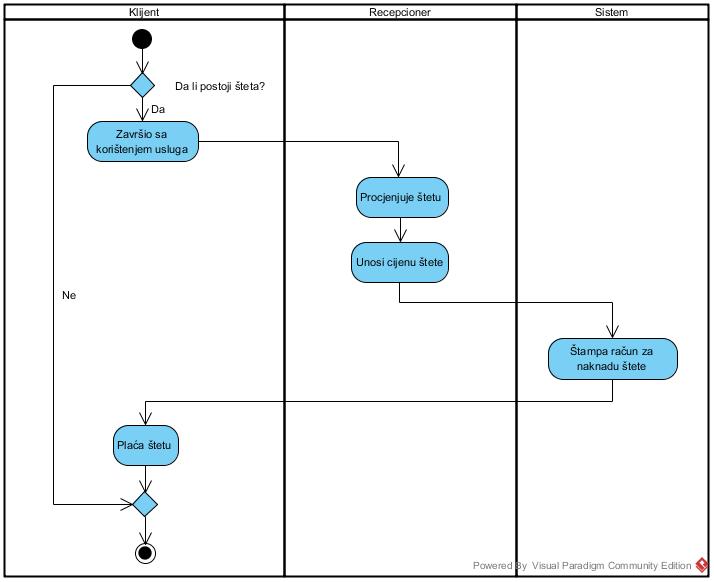 Klijent
Recepcioner
Sistem
Da li postoji šteta?
Da
Završio sa
korištenjem usluga
Procjenjuje štetu
Unosi cijenu štete
Ne
Štampa račun za
naknadu štete
Plaća štetu
Powered By Visual Paradigm Community Edition